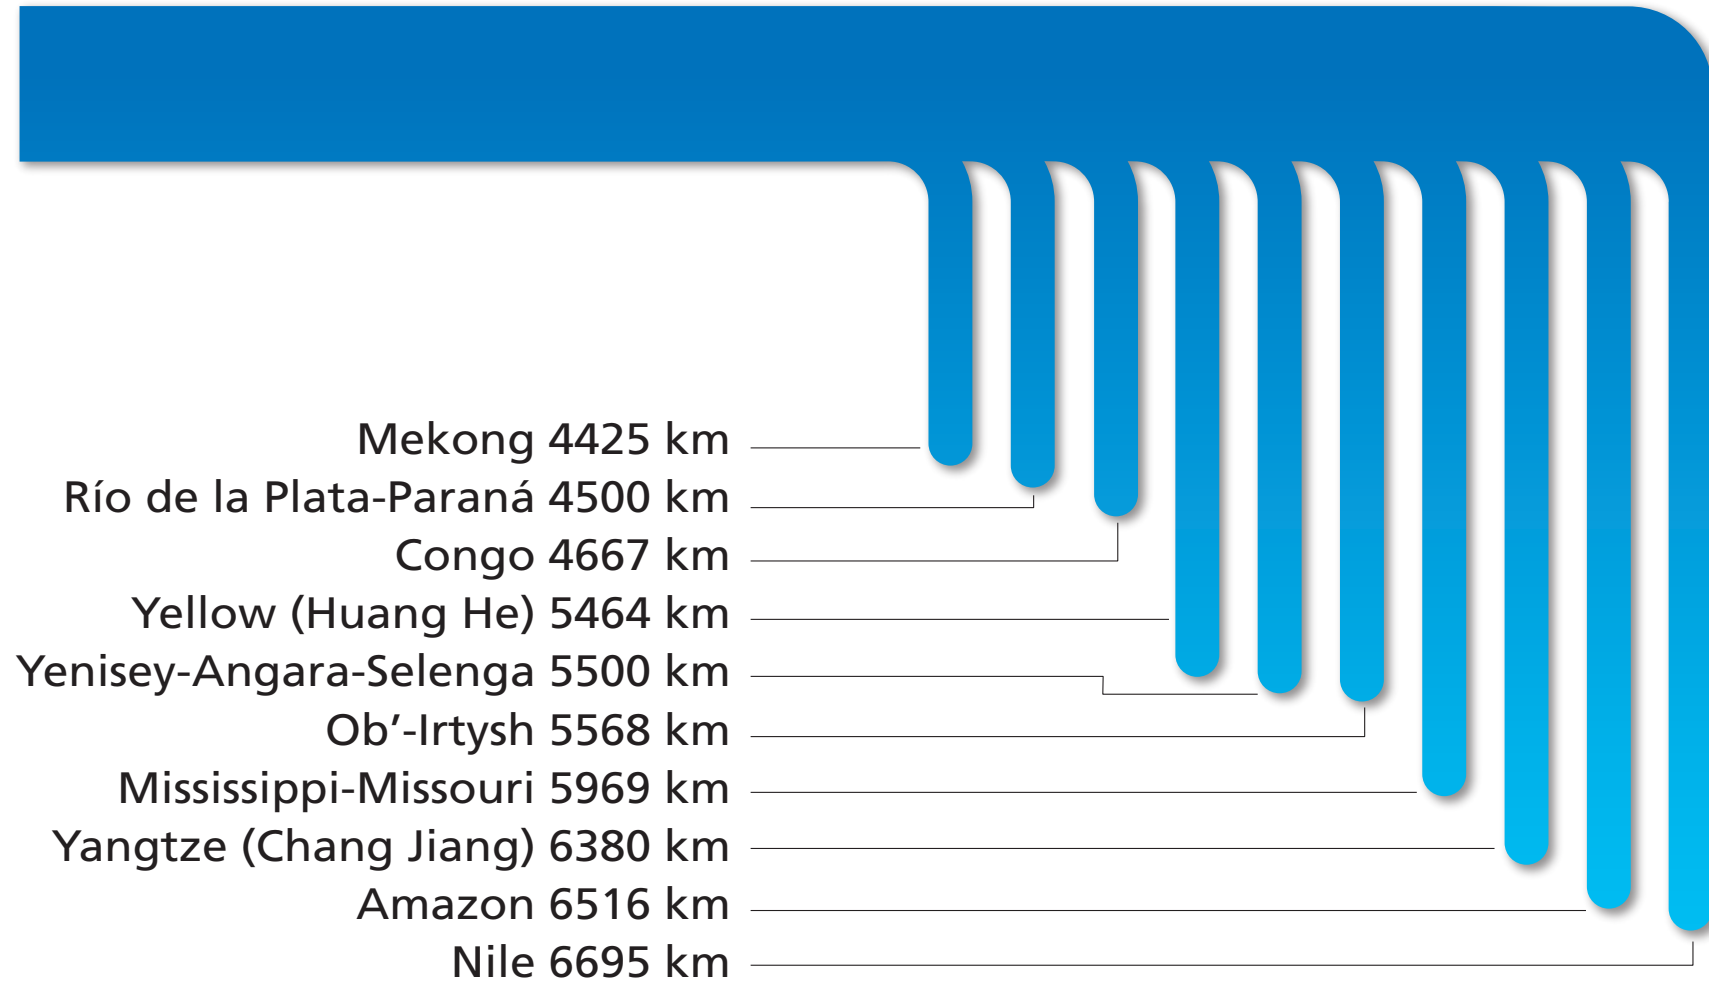 Mekong 4425 km
Río de la Plata-Paraná 4500 km
Congo 4667 km
Yellow (Huang He) 5464 km
Yenisey-Angara-Selenga 5500 km
Ob’-Irtysh 5568 km
Mississippi-Missouri 5969 km
Yangtze (Chang Jiang) 6380 km
Amazon 6516 km
Nile 6695 km